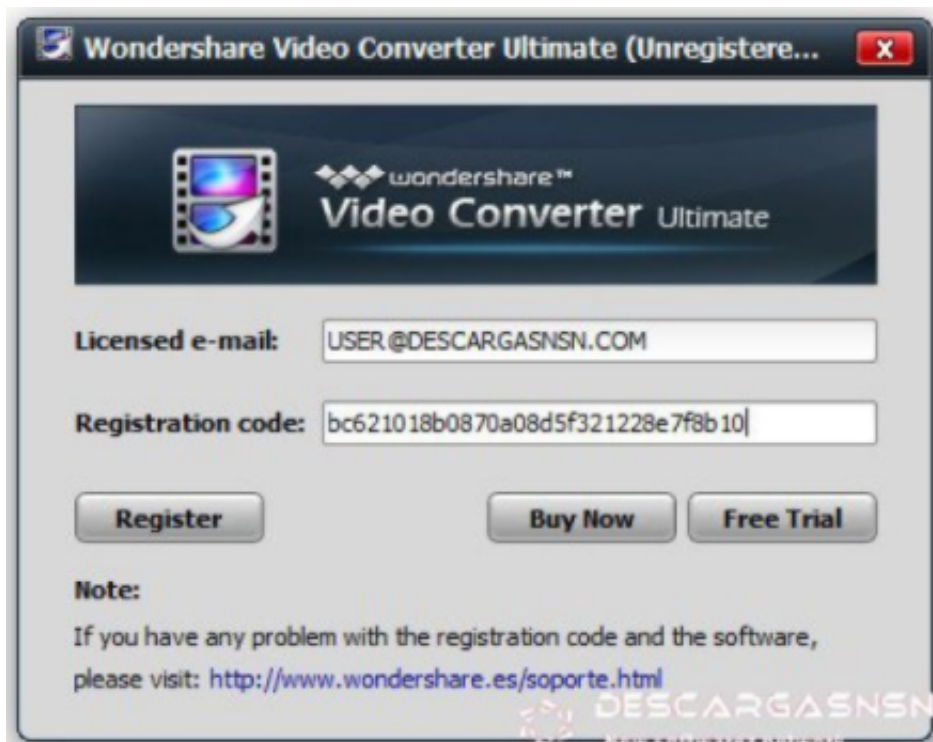 Wondershare Video Converter Ultimate (Unregistere...
wondershare™
Video Converter Ultimate
Licensed e-mail: USER@DESCARGASNSN.COM
Registration code: bc621018b0870a08d5f321228e7f8b10
Register Buy Now Free Trial
Note:
If you have any problem with the registration code and the software,
please visit: http://www.wondershare.es/soporte.html
DESCARGASNSN